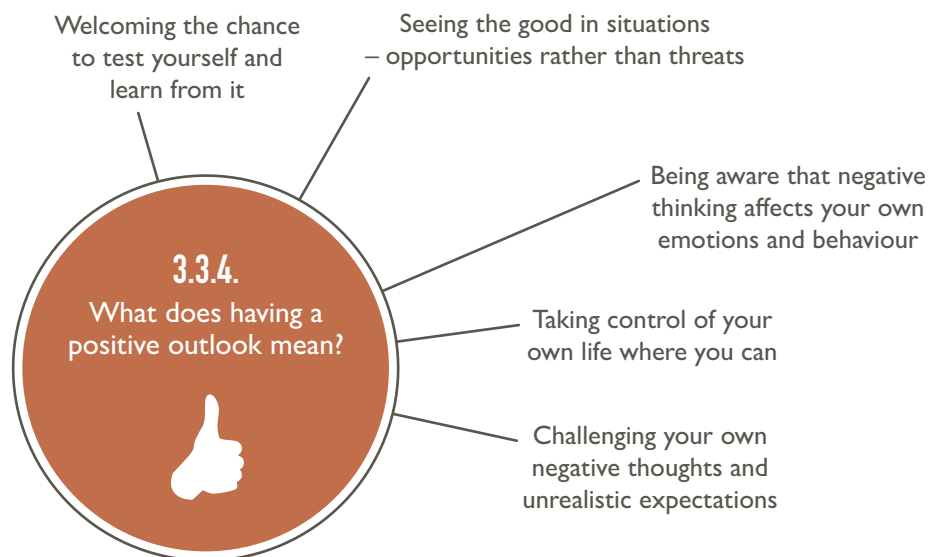 Welcoming the chance
to test yourself and
learn from it
Seeing the good in situations
– opportunities rather than threats
Being aware that negative
thinking affects your own
emotions and behaviour
3.3.4.
What does having a
positive outlook mean?
Taking control of your
own life where you can
Challenging your own
negative thoughts and
unrealistic expectations